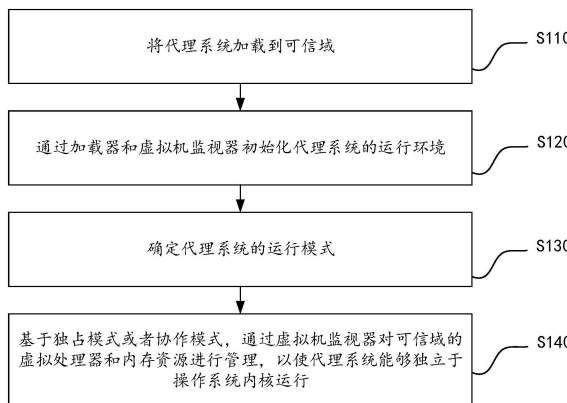 将代理系统加载到可信域
S110
通过加载器和虚拟机监视器初始化代理系统的运行环境
S120
确定代理系统的运行模式
S130
基于独占模式或者协作模式，通过虚拟机监视器对可信域的
虚拟处理器和内存资源进行管理，以使代理系统能够独立于
操作系统内核运行
S140